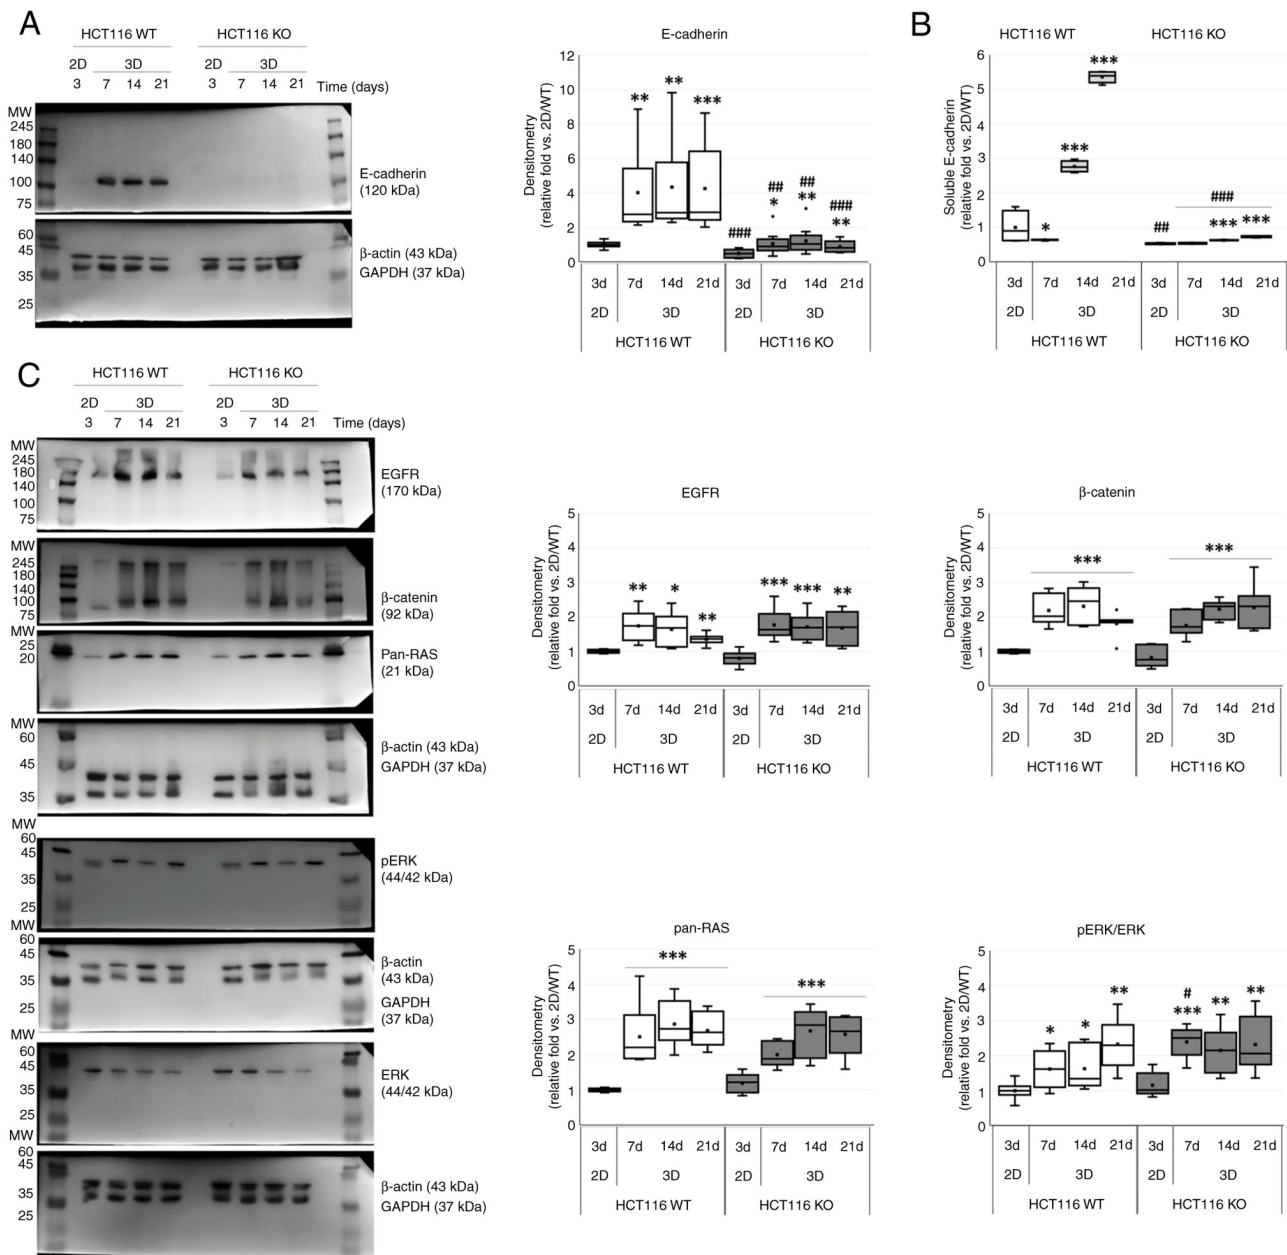 A
HCT116 WT HCT116 KO
2D 3D 2D 3D
3 7 14 21 3 7 14 21 Time (days)
MW
245
180
140
100
75
E-cadherin
(120 kDa)
60
45
35
25
β-actin (43 kDa)
GAPDH (37 kDa)
E-cadherin
Densitometry
(relative fold vs. 2D/WT)
12
10
8
6
4
2
0
** ** ***
### ## * ## ** ### **
3d 7d 14d 21d 3d 7d 14d 21d
2D 3D 2D 3D
HCT116 WT HCT116 KO
B
HCT116 WT HCT116 KO
Soluble E-cadherin
(relative fold vs. 2D/WT)
6
5
4
3
2
1
0
* *** ***
## ### *** ***
3d 7d 14d 21d 3d 7d 14d 21d
2D 3D 2D 3D
HCT116 WT HCT116 KO
C
HCT116 WT HCT116 KO
2D 3D 2D 3D
3 7 14 21 3 7 14 21 Time (days)
MW
245
180
140
100
75
EGFR
(170 kDa)
MW
245
180
140
100
75
β-catenin
(92 kDa)
MW
25
20
Pan-RAS
(21 kDa)
MW
60
45
35
β-actin (43 kDa)
GAPDH (37 kDa)
MW
60
45
35
25
pERK
(44/42 kDa)
MW
60
45
35
25
β-actin
(43 kDa)
GAPDH
(37 kDa)
MW
60
45
35
25
ERK
(44/42 kDa)
MW
60
45
35
25
β-actin (43 kDa)
GAPDH (37 kDa)
EGFR
Densitometry
(relative fold vs. 2D/WT)
5
4
3
2
1
0
** * ** *** *** **
3d 7d 14d 21d 3d 7d 14d 21d
2D 3D 2D 3D
HCT116 WT HCT116 KO
β-catenin
Densitometry
(relative fold vs. 2D/WT)
5
4
3
2
1
0
*** ***
3d 7d 14d 21d 3d 7d 14d 21d
2D 3D 2D 3D
HCT116 WT HCT116 KO
pan-RAS
Densitometry
(relative fold vs. 2D/WT)
5
4
3
2
1
0
*** ***
3d 7d 14d 21d 3d 7d 14d 21d
2D 3D 2D 3D
HCT116 WT HCT116 KO
pERK/ERK
Densitometry
(relative fold vs. 2D/WT)
5
4
3
2
1
0
* * ** # *** ** **
3d 7d 14d 21d 3d 7d 14d 21d
2D 3D 2D 3D
HCT116 WT HCT116 KO